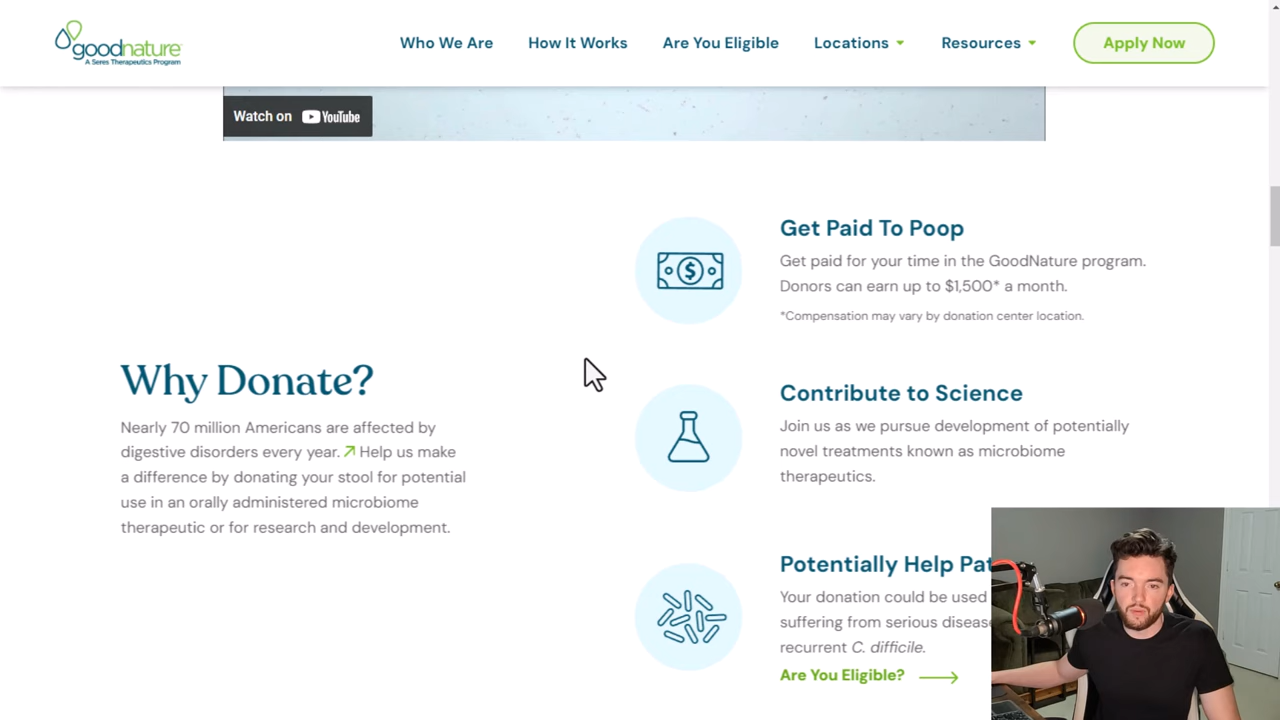 goodnature
A Seres Therapeutics Program
Who We Are
How It Works
Are You Eligible
Locations
Resources
Apply Now
Watch on YouTube
Why Donate?
Nearly 70 million Americans are affected by
digestive disorders every year. Help us make
a difference by donating your stool for potential
use in an orally administered microbiome
therapeutic or for research and development.
Get Paid To Poop
Get paid for your time in the GoodNature program.
Donors can earn up to $1,500* a month.
*Compensation may vary by donation center location.
Contribute to Science
Join us as we pursue development of potentially
novel treatments known as microbiome
therapeutics.
Potentially Help Pat
Your donation could be used
suffering from serious disease
recurrent C. difficile.
Are You Eligible?